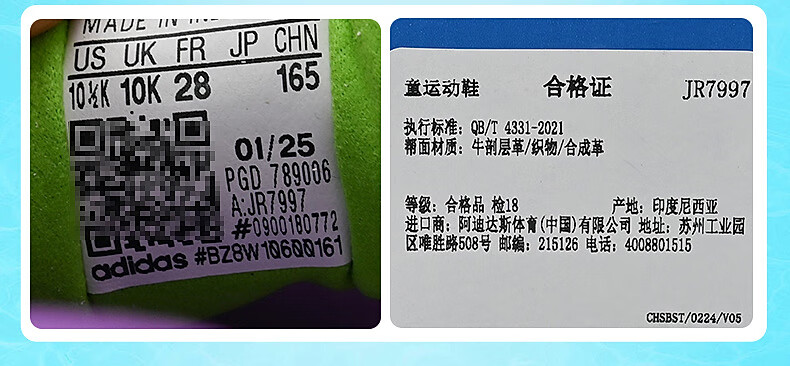 MADE IN IN
US UK FR JP CHN
10½K 10K 28 165
01/25
PGD 789006
A:JR7997
#0900180772
adidas #BZ8W10600161
童运动鞋 合格证 JR7997
执行标准: QB/T 4331-2021
帮面材质: 牛剖层革/织物/合成革
等级: 合格品 检18 产地: 印度尼西亚
进口商: 阿迪达斯体育(中国)有限公司 地址: 苏州工业园
区唯胜路508号 邮编: 215126 电话: 4008801515
CHSBST/0224/V05